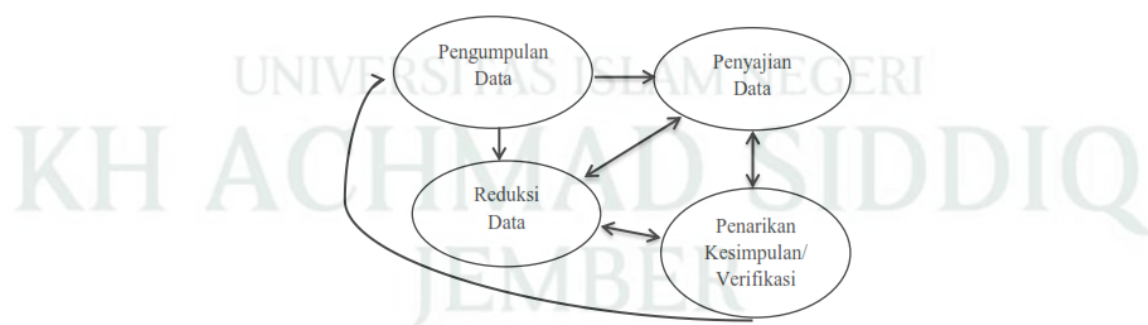 Pengumpulan
Data
Penyajian
Data
UNIVERSITAS ISLAM NEGERI
KH ACHMAD SIDDIQ
Reduksi
Data
Penarikan
Kesimpulan/
Verifikasi
JEMBER